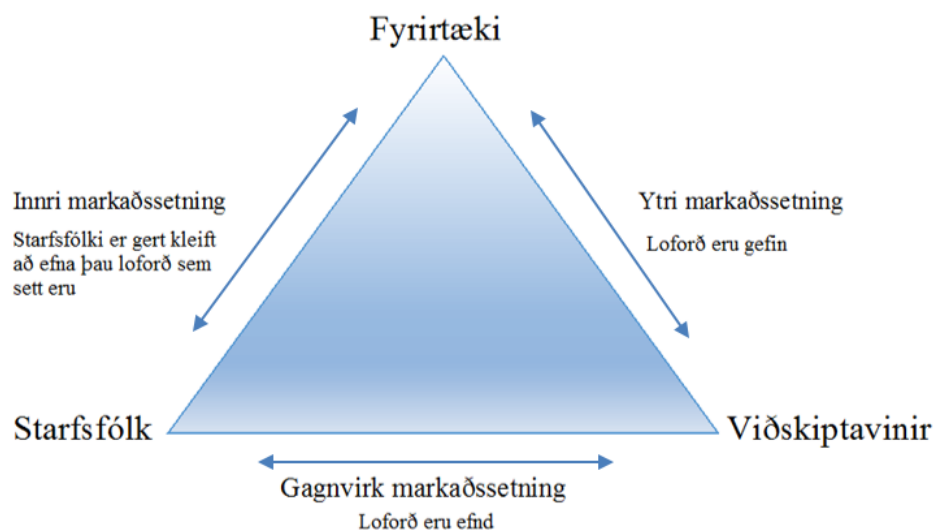 Fyrirtæki
Innri markaðssetning
Starfsfólki er gert kleift
að efna þau loforð sem
sett eru
Ytri markaðssetning
Loforð eru gefin
Starfsfólk
Viðskiptavinir
Gagnvirk markaðssetning
Loforð eru efnd